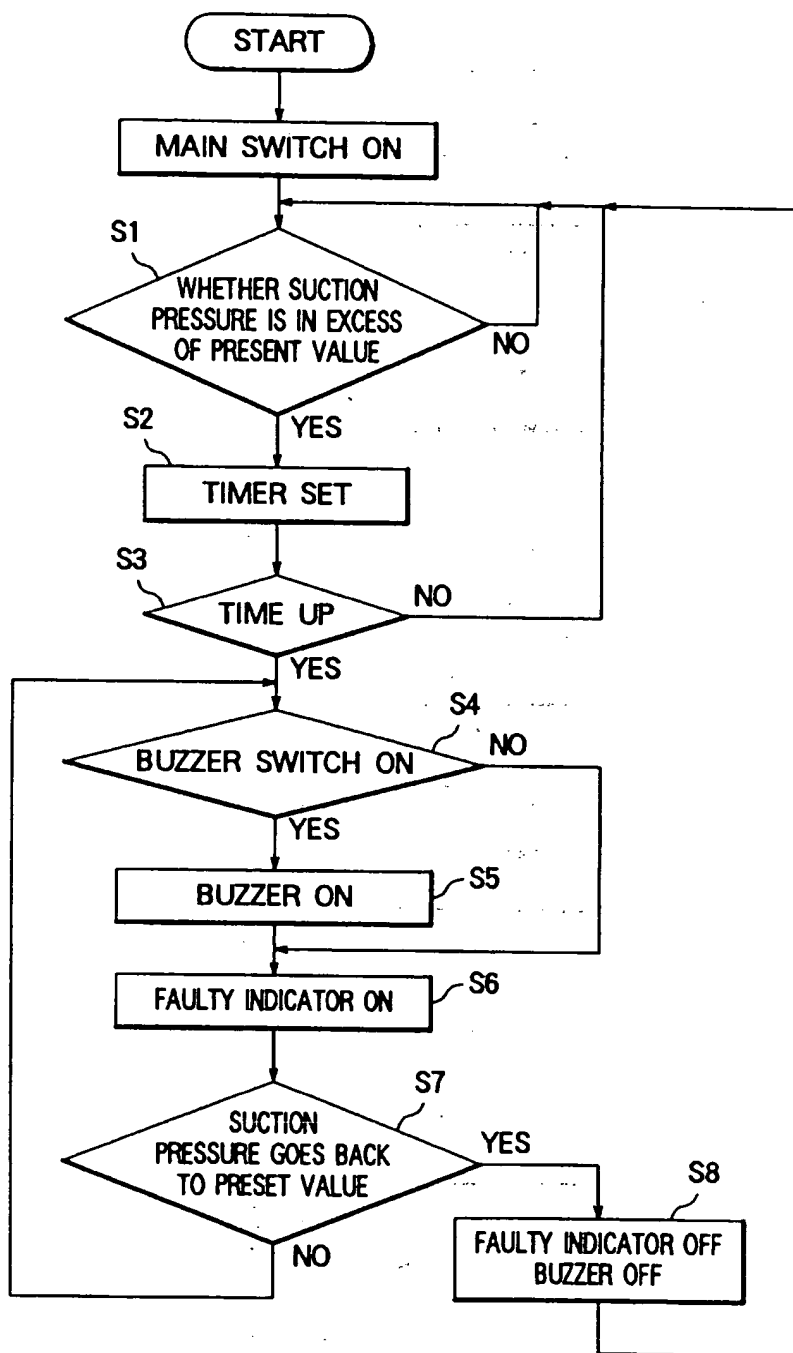 START
MAIN SWITCH ON
S1
WHETHER SUCTION
PRESSURE IS IN EXCESS
OF PRESENT VALUE
NO
YES
S2
TIMER SET
S3
TIME UP
NO
YES
S4
BUZZER SWITCH ON
NO
YES
BUZZER ON
S5
FAULTY INDICATOR ON
S6
S7
SUCTION
PRESSURE GOES BACK
TO PRESET VALUE
YES
NO
S8
FAULTY INDICATOR OFF
BUZZER OFF